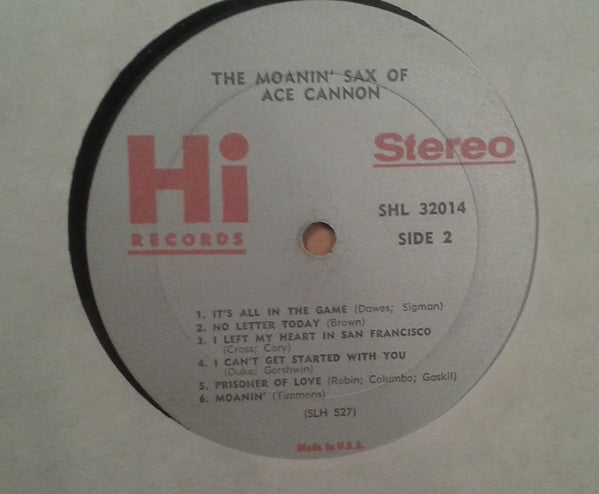 THE MOANIN' SAX OF
ACE CANNON
Hi
RECORDS
Stereo
SHL 32014
SIDE 2
1. IT'S ALL IN THE GAME (Dawes; Sigman)
2. NO LETTER TODAY (Brown)
3. I LEFT MY HEART IN SAN FRANCISCO
(Cross; Cory)
4. I CAN'T GET STARTED WITH YOU
(Duke; Gershwin)
5. PRISONER OF LOVE (Robin; Columbo; Gaskil)
6. MOANIN' (Timmons)
(SLH 527)
Made In U.S.A.